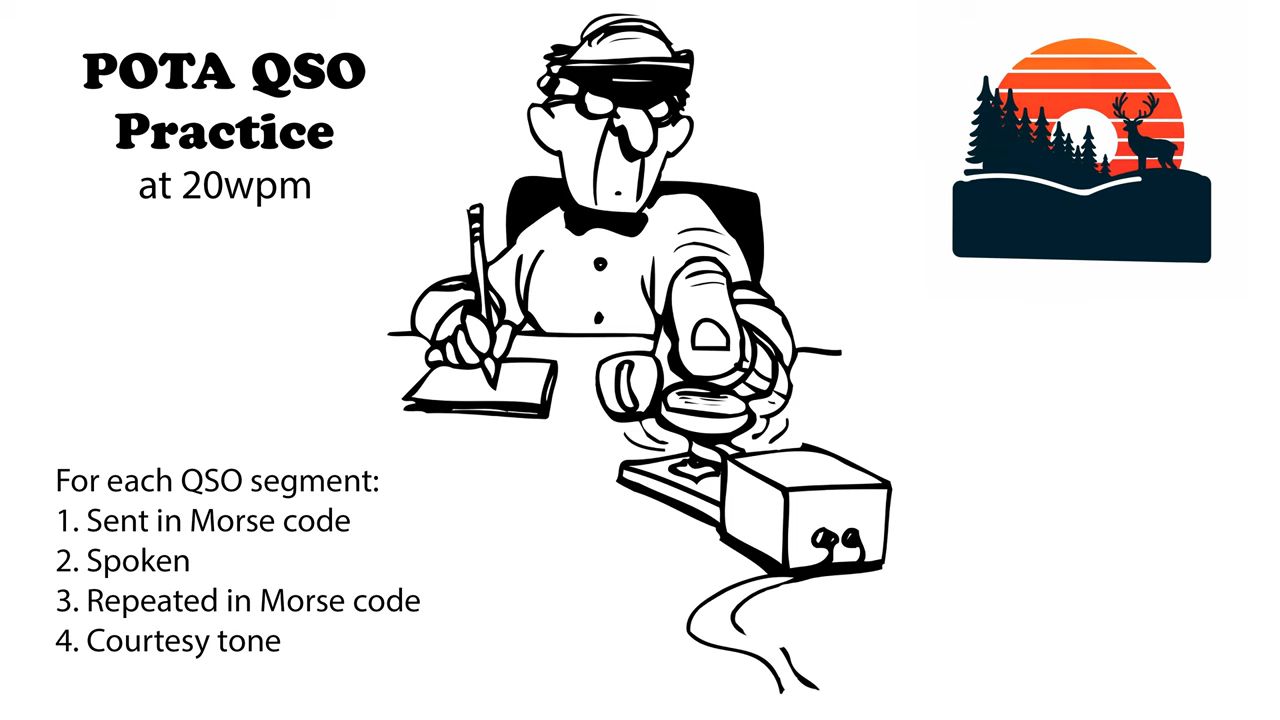 POTA QSO
Practice
at 20wpm
For each QSO segment:
1. Sent in Morse code
2. Spoken
3. Repeated in Morse code
4. Courtesy tone